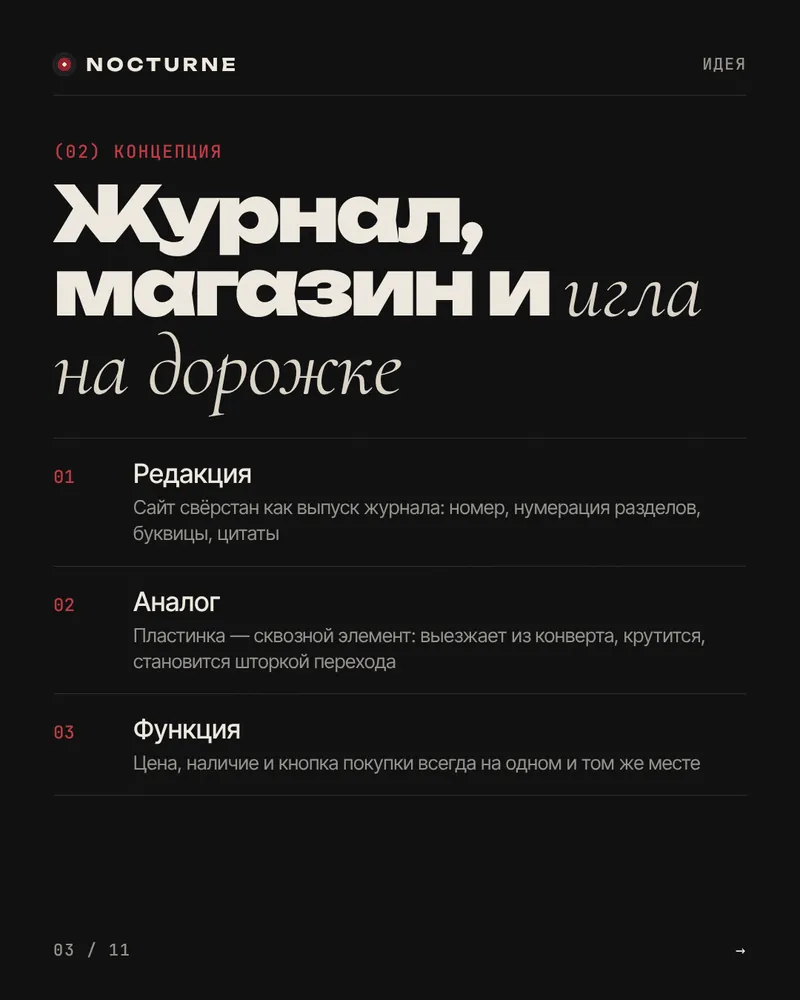 NOCTURNE
ИДЕЯ
(02) КОНЦЕПЦИЯ
Журнал,
магазин и игла
на дорожке
01
Редакция
Сайт свёрстан как выпуск журнала: номер, нумерация разделов,
буквицы, цитаты
02
Аналог
Пластинка — сквозной элемент: выезжает из конверта, крутится,
становится шторкой перехода
03
Функция
Цена, наличие и кнопка покупки всегда на одном и том же месте
03 / 11
→